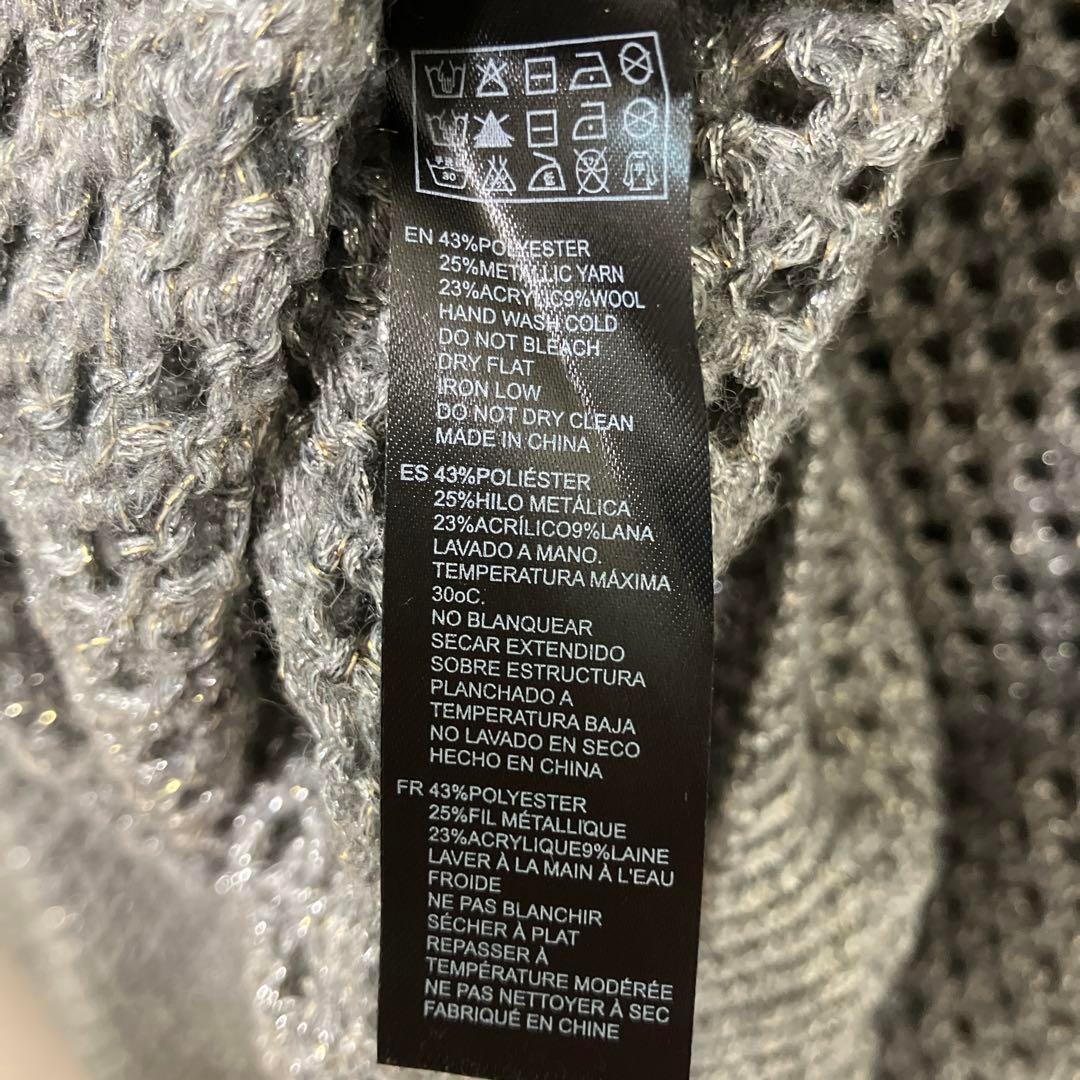 30
EN 43%POLYESTER
25%METALLIC YARN
23%ACRYLIC9%WOOL
HAND WASH COLD
DO NOT BLEACH
DRY FLAT
IRON LOW
DO NOT DRY CLEAN
MADE IN CHINA
ES 43%POLIÉSTER
25%HILO METÁLICA
23%ACRÍLICO9%LANA
LAVADO A MANO.
TEMPERATURA MÁXIMA
30oC.
NO BLANQUEAR
SECAR EXTENDIDO
SOBRE ESTRUCTURA
PLANCHADO A
TEMPERATURA BAJA
NO LAVADO EN SECO
HECHO EN CHINA
FR 43%POLYESTER
25%FIL MÉTALLIQUE
23%ACRYLIQUE9%LAINE
LAVER À LA MAIN À L'EAU
FROIDE
NE PAS BLANCHIR
SÉCHER À PLAT
REPASSER À
TEMPÉRATURE MODÉRÉE
NE PAS NETTOYER À SEC
FABRIQUÉ EN CHINE